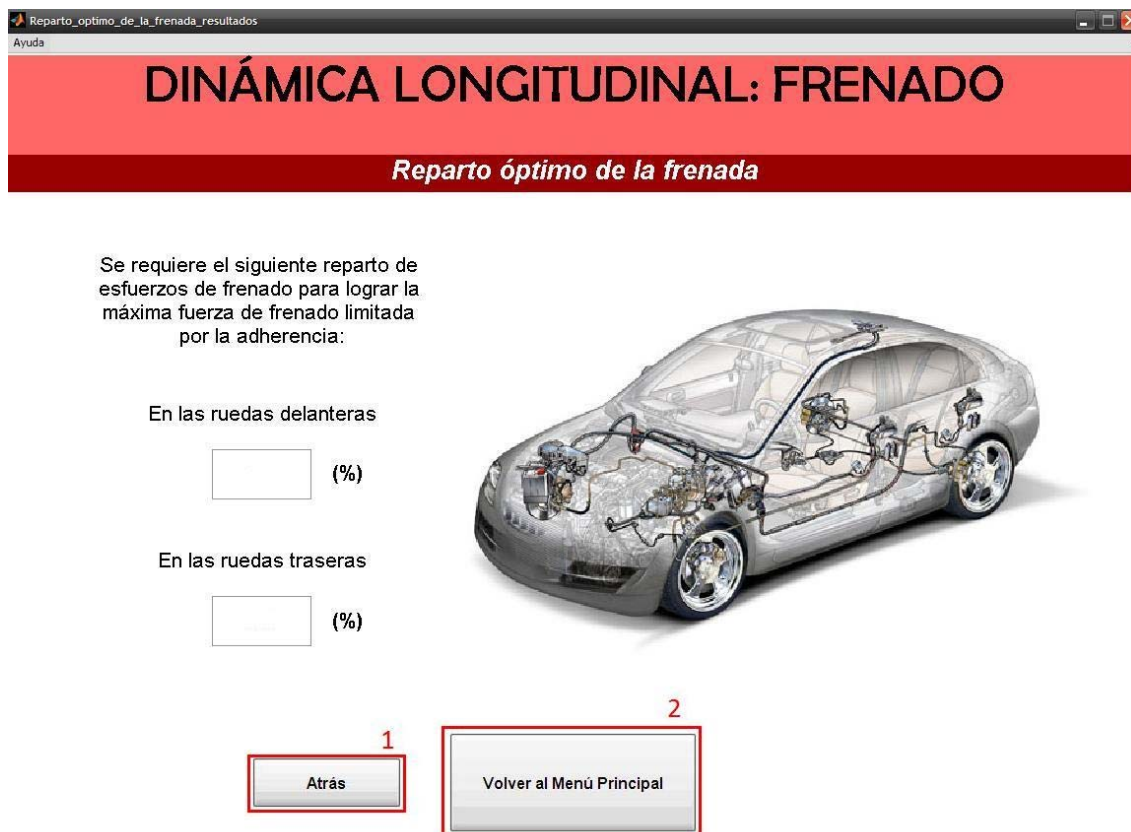 Reparto_optimo_de_la_frenada_resultados
Ayuda
DINÁMICA LONGITUDINAL: FRENADO
Reparto óptimo de la frenada
Se requiere el siguiente reparto de
esfuerzos de frenado para lograr la
máxima fuerza de frenado limitada
por la adherencia:
En las ruedas delanteras
(%)
En las ruedas traseras
(%)
1
2
Atrás
Volver al Menú Principal